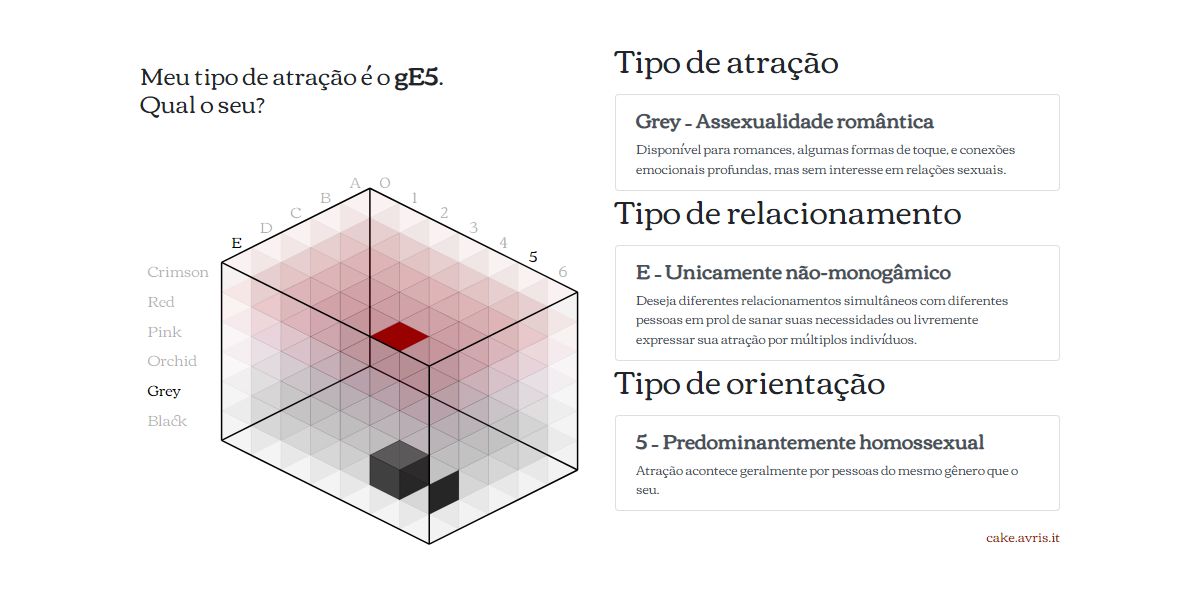 Meu tipo de atração é o gE5.
Qual o seu?
A
B
C
D
E
0
1
2
3
4
5
6
Crimson
Red
Pink
Orchid
Grey
Black
Tipo de atração
Grey - Assexualidade romântica
Disponível para romances, algumas formas de toque, e conexões
emocionais profundas, mas sem interesse em relações sexuais.
Tipo de relacionamento
E - Unicamente não-monogâmico
Deseja diferentes relacionamentos simultâneos com diferentes
pessoas em prol de sanar suas necessidades ou livremente
expressar sua atração por múltiplos indivíduos.
Tipo de orientação
5 - Predominantemente homossexual
Atração acontece geralmente por pessoas do mesmo gênero que o
seu.
cake.avris.it